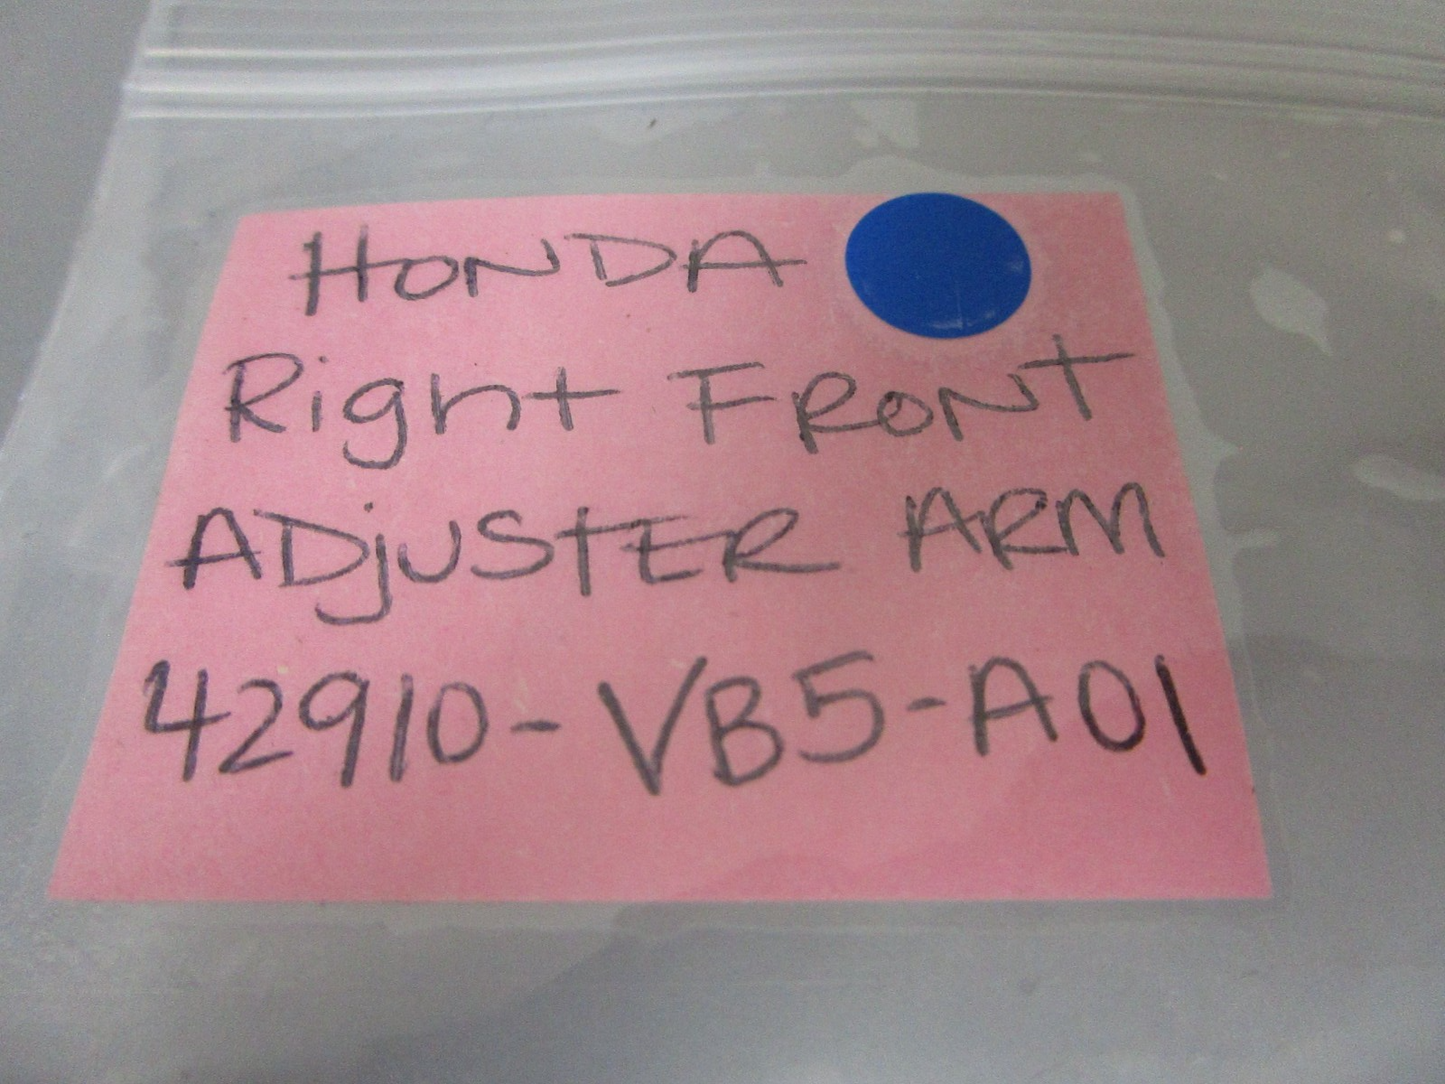 HONDA
Right FRONT
ADjUSTER ARM
42910-VB5-A01